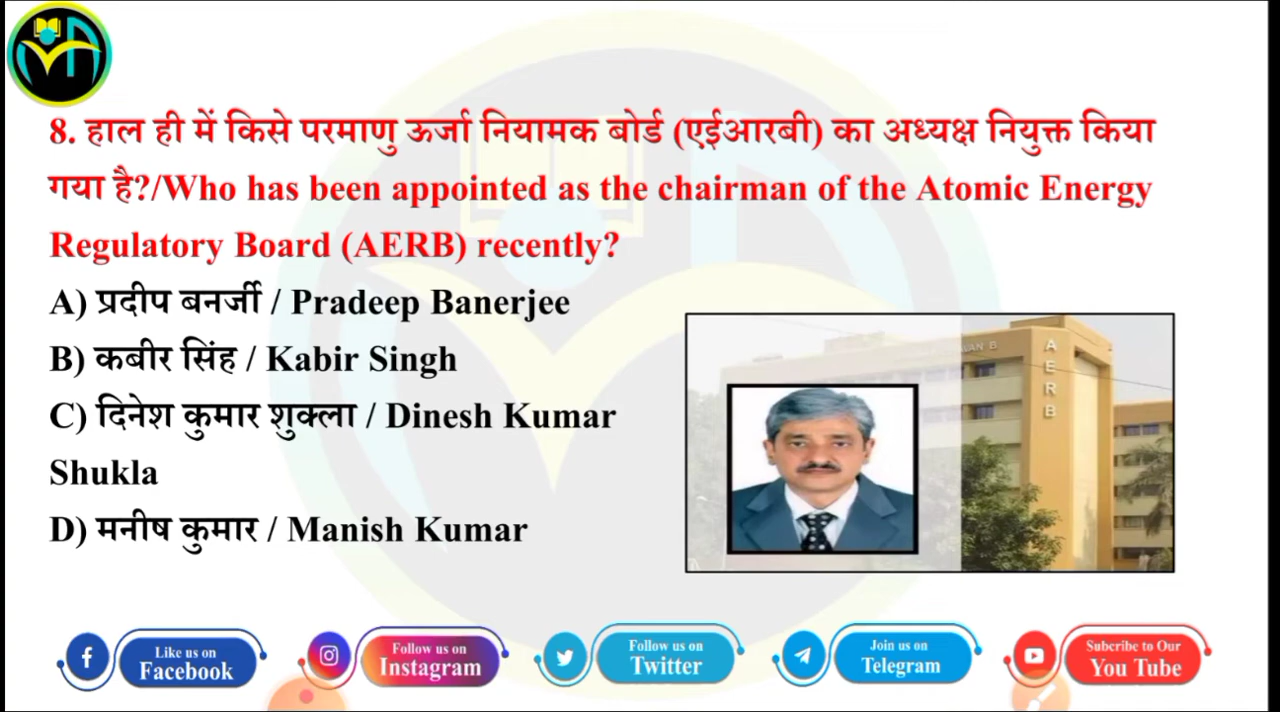 8. हाल ही में किसे परमाणु ऊर्जा नियामक बोर्ड (एईआरबी) का अध्यक्ष नियुक्त किया
गया है?/Who has been appointed as the chairman of the Atomic Energy
Regulatory Board (AERB) recently?
A) प्रदीप बनर्जी / Pradeep Banerjee
B) कबीर सिंह / Kabir Singh
C) दिनेश कुमार शुक्ला / Dinesh Kumar
Shukla
D) मनीष कुमार / Manish Kumar
AERB
Like us on
Facebook
Follow us on
Instagram
Follow us on
Twitter
Join us on
Telegram
Subcribe to Our
You Tube